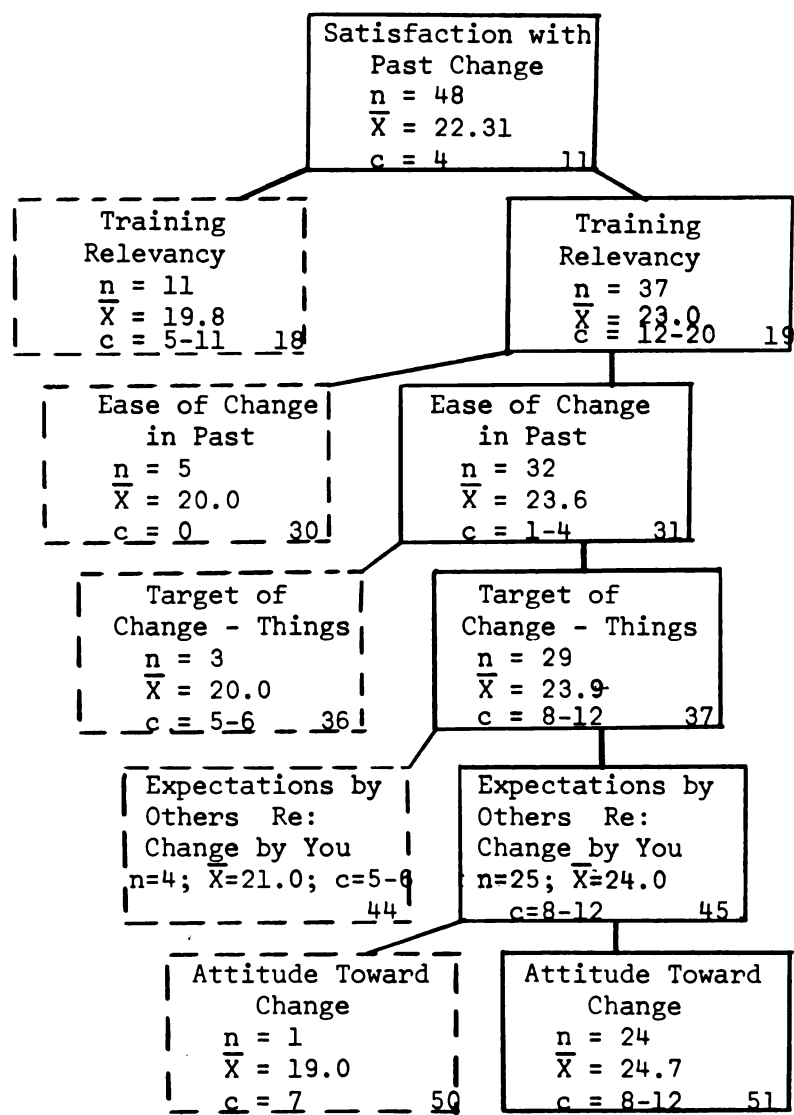 Satisfaction with
Past Change
n = 48
X̄ = 22.31
c = 4 11
Training
Relevancy
n = 11
X̄ = 19.8
c = 5-11 18
Training
Relevancy
n = 37
X̄ = 23.0
c = 12-20 19
Ease of Change
in Past
n = 5
X̄ = 20.0
c = 0 30
Ease of Change
in Past
n = 32
X̄ = 23.6
c = 1-4 31
Target of
Change - Things
n = 3
X̄ = 20.0
c = 5-6 36
Target of
Change - Things
n = 29
X̄ = 23.9
c = 8-12 37
Expectations by
Others Re:
Change by You
n=4; X̄=21.0; c=5-6
44
Expectations by
Others Re:
Change by You
n=25; X̄=24.0
c=8-12 45
Attitude Toward
Change
n = 1
X̄ = 19.0
c = 7 50
Attitude Toward
Change
n = 24
X̄ = 24.7
c = 8-12 51